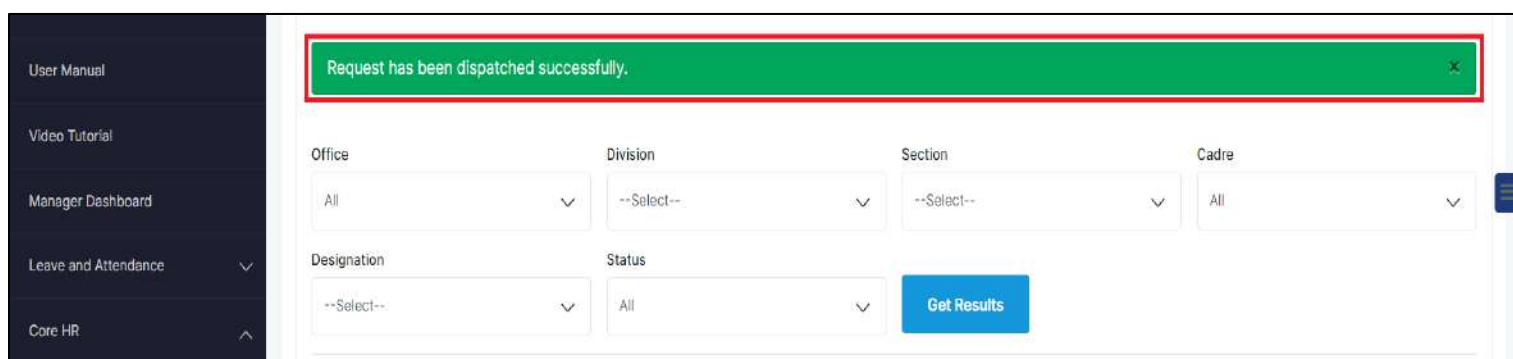 User Manual
Video Tutorial
Manager Dashboard
Leave and Attendance
Core HR
Request has been dispatched successfully. ×
Office Division Section Cadre
All --Select-- --Select-- All
Designation Status
--Select-- All Get Results